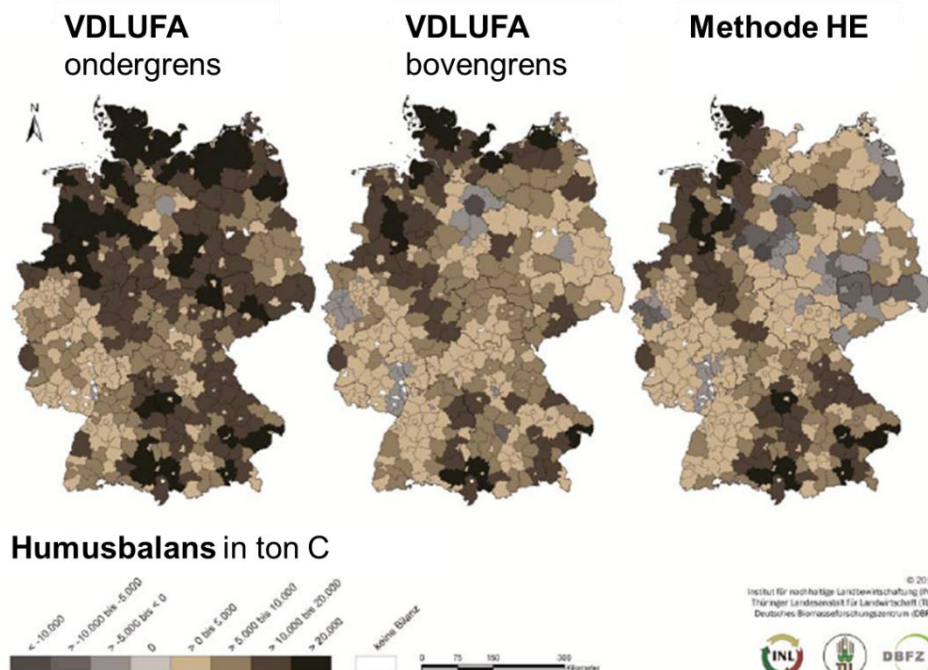 VDLUFA
ondergrens
VDLUFA
bovengrens
Methode HE
N
Humusbalans in ton C
< -10.000
> -10.000 bis -5.000
> -5.000 bis < 0
0
> 0 bis 5.000
> 5.000 bis 10.000
> 10.000 bis 20.000
> 20.000
keine Bilanz
0 75 150 300
Kilometer
© 20
Institut für nachhaltige Landbewirtschaftung
Thüringer Landesanstalt für Landwirtschaft
Deutsches Biomasseforschungszentrum
INL
DBFZ